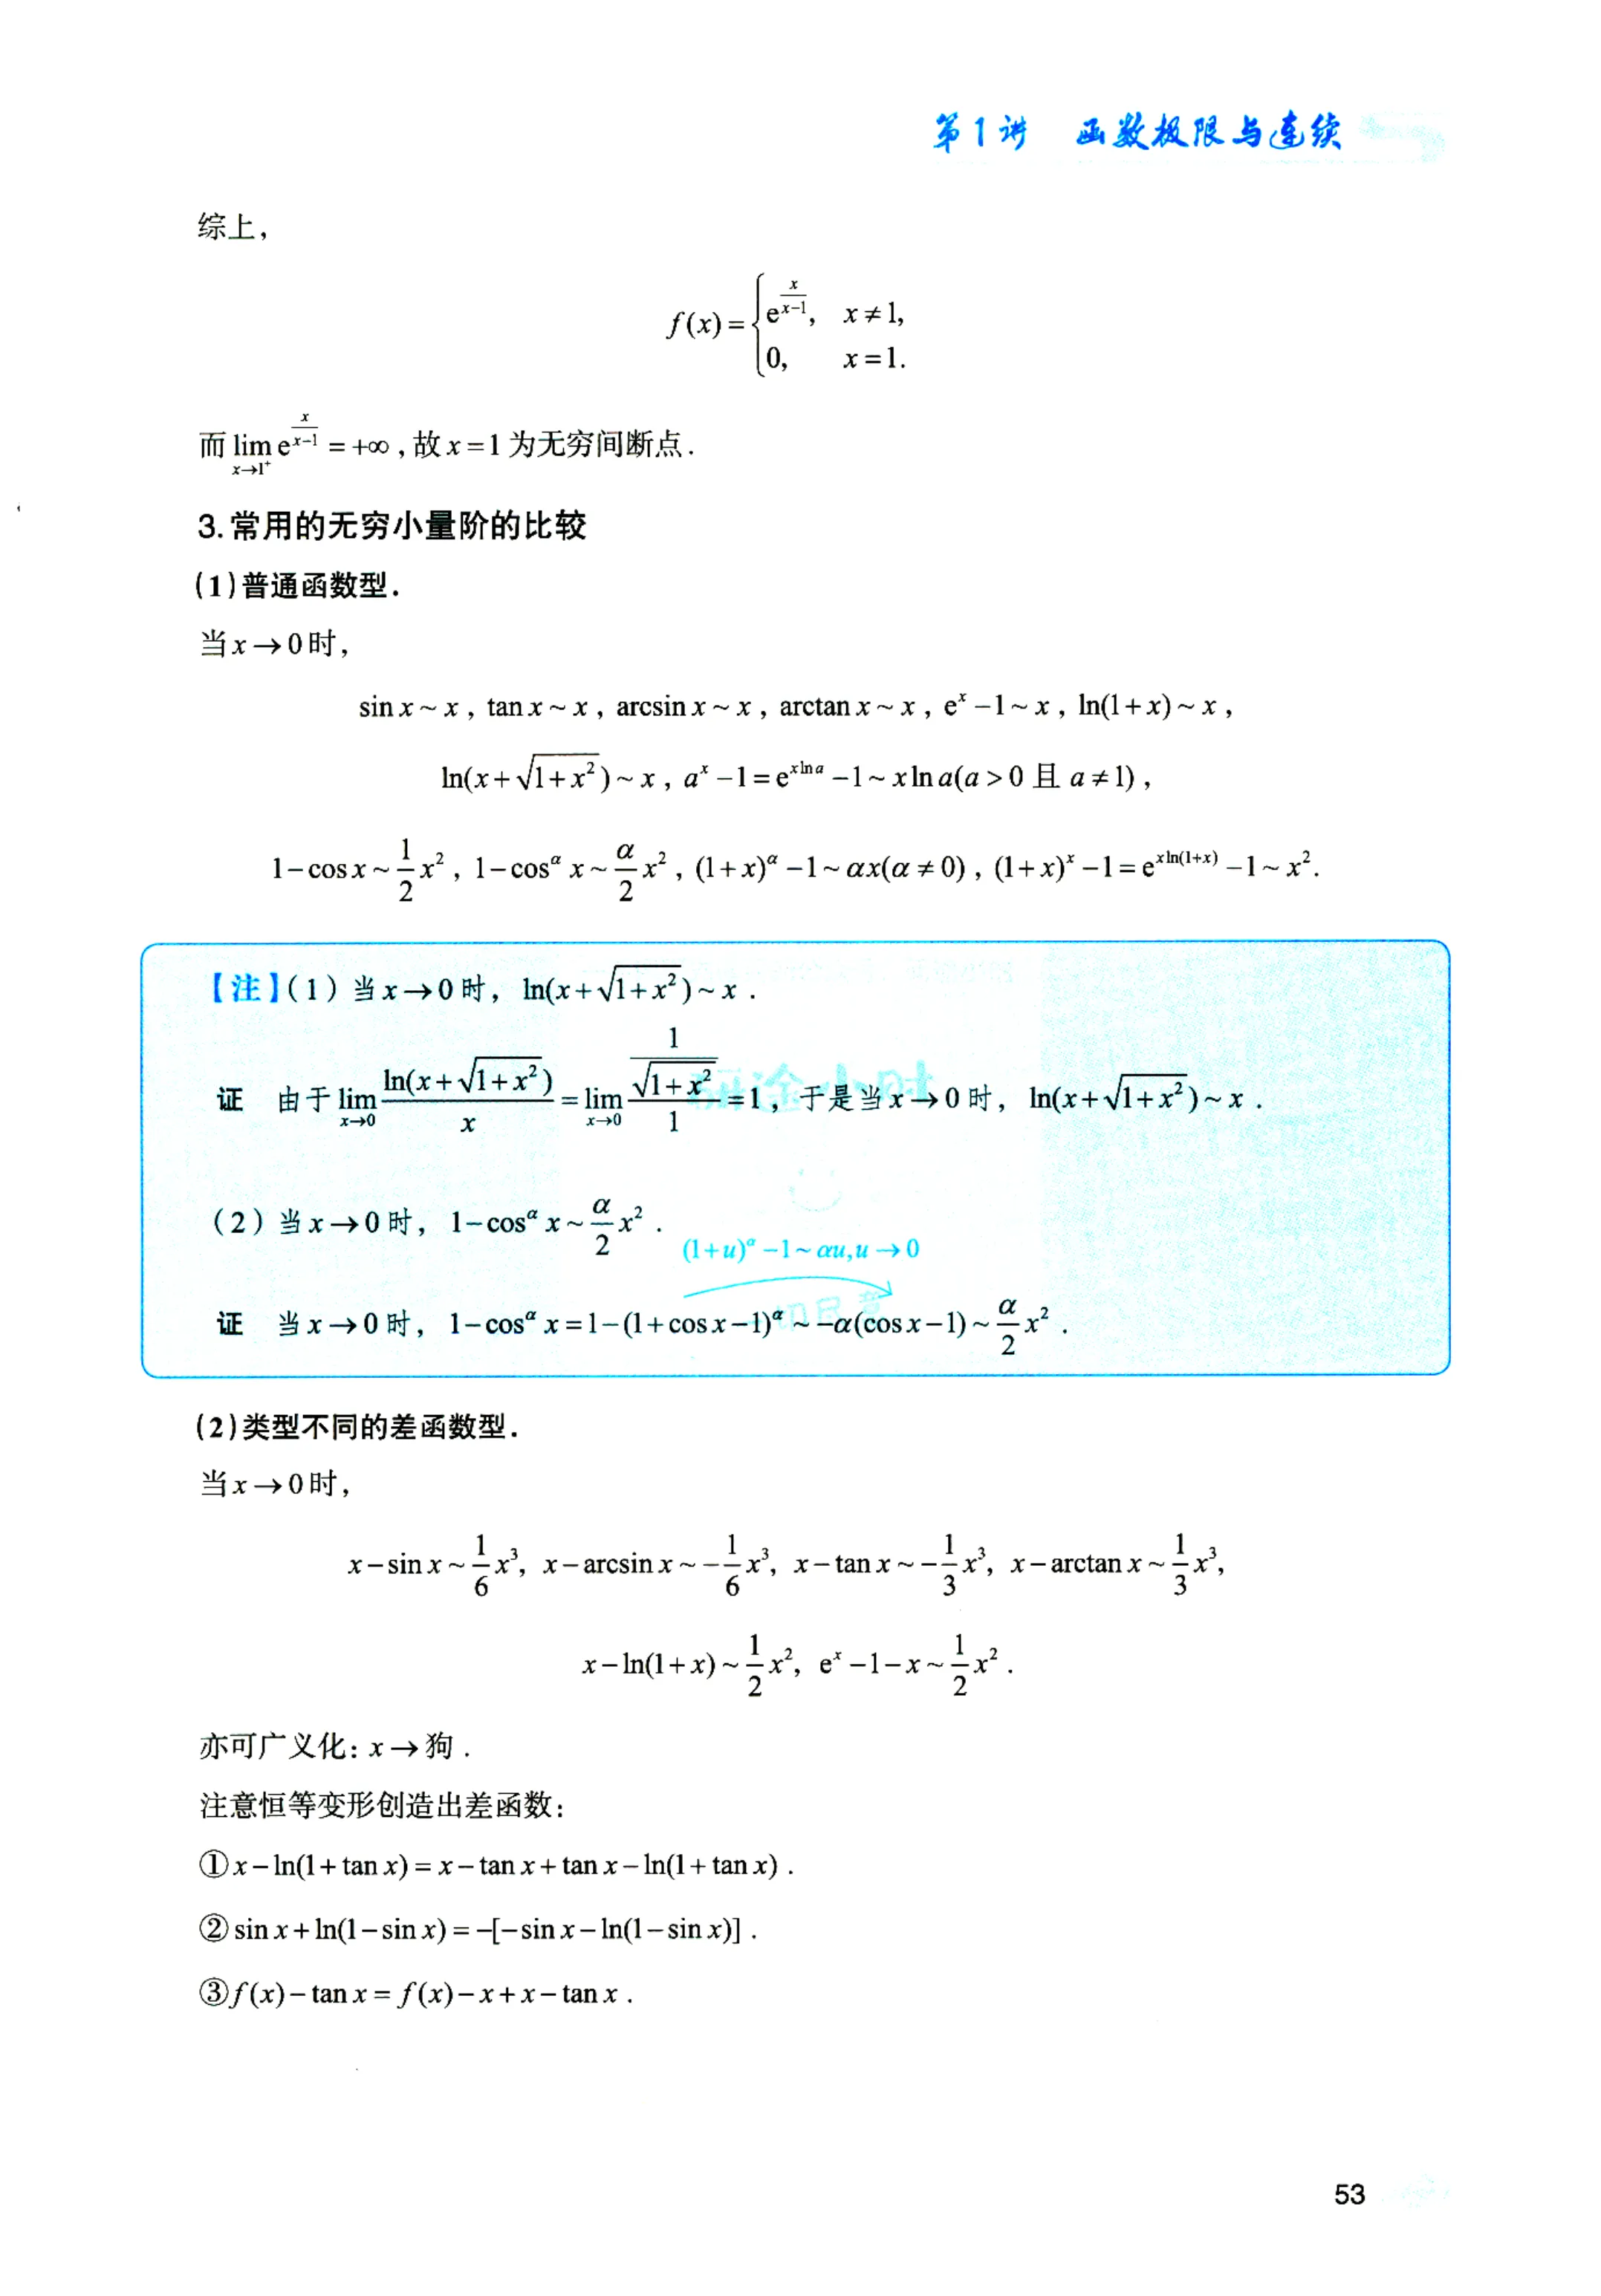 第1讲 函数极限与连续
综上，
$f(x)=\begin{cases} e^{\frac{x}{x-1}}, & x\neq 1, \\ 0, & x=1. \end{cases}$
而$\lim\limits_{x\to 1^+} e^{\frac{x}{x-1}}=+\infty$，故$x=1$为无穷间断点．
3.常用的无穷小量阶的比较
(1)普通函数型．
当$x\to 0$时，
$\sin x\sim x$，$\tan x\sim x$，$\arcsin x\sim x$，$\arctan x\sim x$，$e^x-1\sim x$，$\ln(1+x)\sim x$，
$\ln(x+\sqrt{1+x^2})\sim x$，$a^x-1=e^{x\ln a}-1\sim x\ln a(a>0且a\neq 1)$，
$1-\cos x\sim \frac{1}{2}x^2$，$1-\cos^\alpha x\sim \frac{\alpha}{2}x^2$，$(1+x)^\alpha-1\sim \alpha x(\alpha\neq 0)$，$(1+x)^x-1=e^{x\ln(1+x)}-1\sim x^2$．
【注】(1)当$x\to 0$时，$\ln(x+\sqrt{1+x^2})\sim x$．
证 由于$\lim\limits_{x\to 0}\frac{\ln(x+\sqrt{1+x^2})}{x}=\lim\limits_{x\to 0}\frac{\frac{1}{\sqrt{1+x^2}}}{1}=1$，于是当$x\to 0$时，$\ln(x+\sqrt{1+x^2})\sim x$．
(2)当$x\to 0$时，$1-\cos^\alpha x\sim \frac{\alpha}{2}x^2$．
$(1+u)^\alpha-1\sim \alpha u,u\to 0$
证 当$x\to 0$时，$1-\cos^\alpha x=1-(1+\cos x-1)^\alpha\sim -\alpha(\cos x-1)\sim \frac{\alpha}{2}x^2$．
(2)类型不同的差函数型．
当$x\to 0$时，
$x-\sin x\sim \frac{1}{6}x^3$，$x-\arcsin x\sim -\frac{1}{6}x^3$，$x-\tan x\sim -\frac{1}{3}x^3$，$x-\arctan x\sim \frac{1}{3}x^3$，
$x-\ln(1+x)\sim \frac{1}{2}x^2$，$e^x-1-x\sim \frac{1}{2}x^2$．
亦可广义化：$x\to$狗．
注意恒等变形创造出差函数：
①$x-\ln(1+\tan x)=x-\tan x+\tan x-\ln(1+\tan x)$．
②$\sin x+\ln(1-\sin x)=-[-\sin x-\ln(1-\sin x)]$．
③$f(x)-\tan x=f(x)-x+x-\tan x$．
53